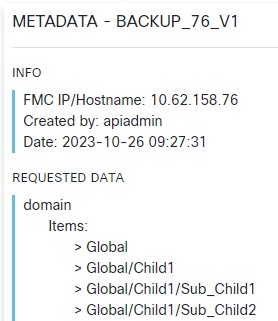 METADATA - BACKUP_76_V1
INFO
FMC IP/Hostname: 10.62.158.76
Created by: apiadmin
Date: 2023-10-26 09:27:31
REQUESTED DATA
domain
Items:
> Global
> Global/Child1
> Global/Child1/Sub_Child1
> Global/Child1/Sub_Child2